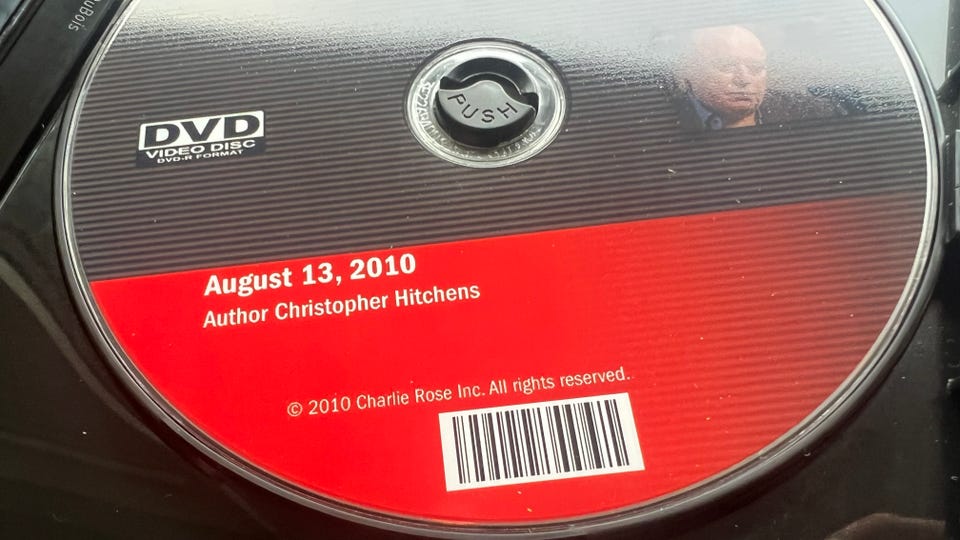 DuBois
PUSH
DVD
VIDEO DISC
DVD-R FORMAT
August 13, 2010
Author Christopher Hitchens
© 2010 Charlie Rose Inc. All rights reserved.